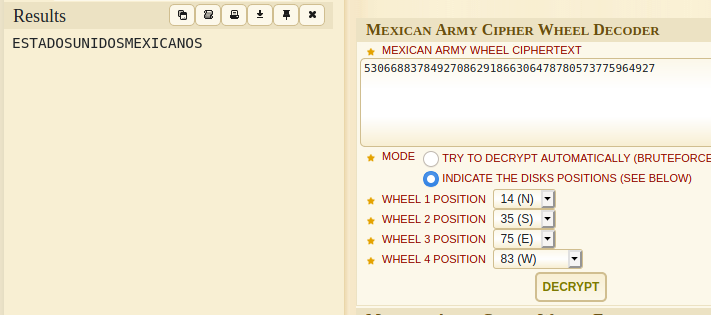 Results
ESTADOSUNIDOSMEXICANOS
MEXICAN ARMY CIPHER WHEEL DECODER
MEXICAN ARMY WHEEL CIPHERTEXT
53066883784927086291866306478780573775964927
MODE
TRY TO DECRYPT AUTOMATICALLY (BRUTEFORCE
INDICATE THE DISKS POSITIONS (SEE BELOW)
WHEEL 1 POSITION 14 (N)
WHEEL 2 POSITION 35 (S)
WHEEL 3 POSITION 75 (E)
WHEEL 4 POSITION 83 (W)
DECRYPT